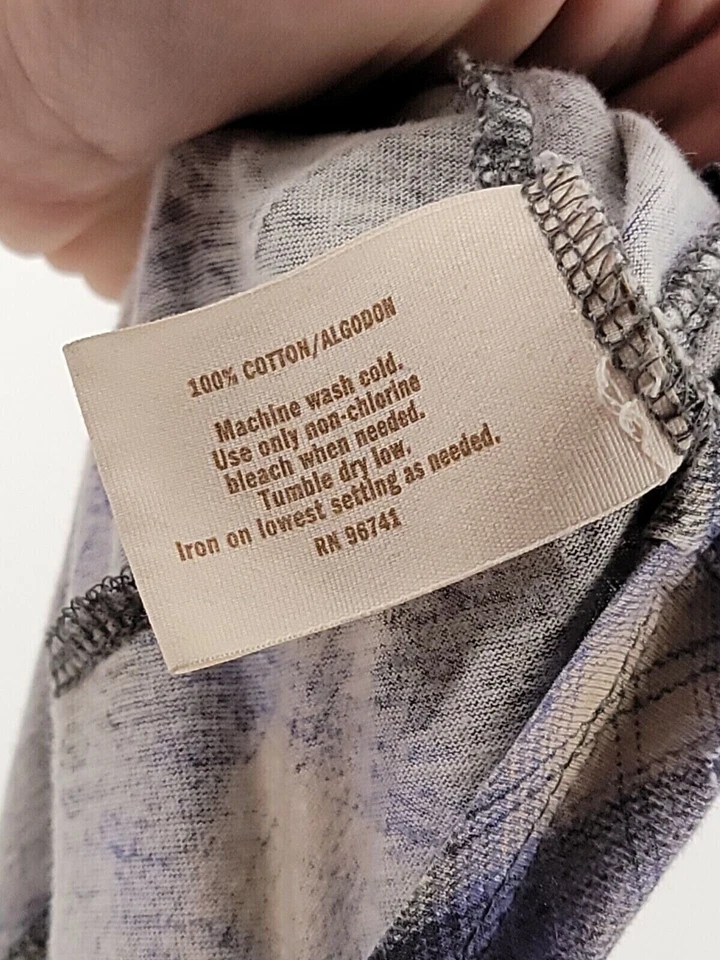 100% COTTON/ALGODON
Machine wash cold.
Use only non-chlorine
bleach when needed.
Tumble dry low.
Iron on lowest setting as needed.
RN 96741